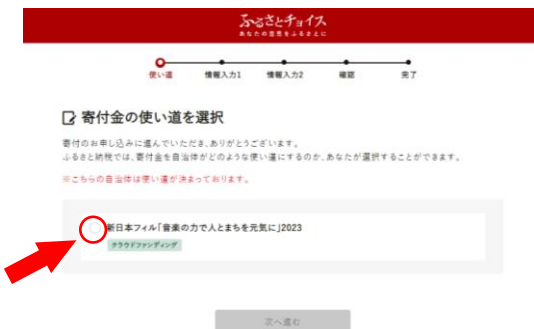 ふるさとチョイス
あなたの意思をふるさとに
使い道 情報入力1 情報入力2 確認 完了
寄付金の使い道を選択
寄付のお申し込みに進んでいただき、ありがとうございます。
ふるさと納税では、寄付金を自治体がどのような使い道にするのか、あなたが選択することができます。
※こちらの自治体は使い道が決まっております。
新日本フィル「音楽の力で人とまちを元気に」2023
クラウドファンディング
次へ進む